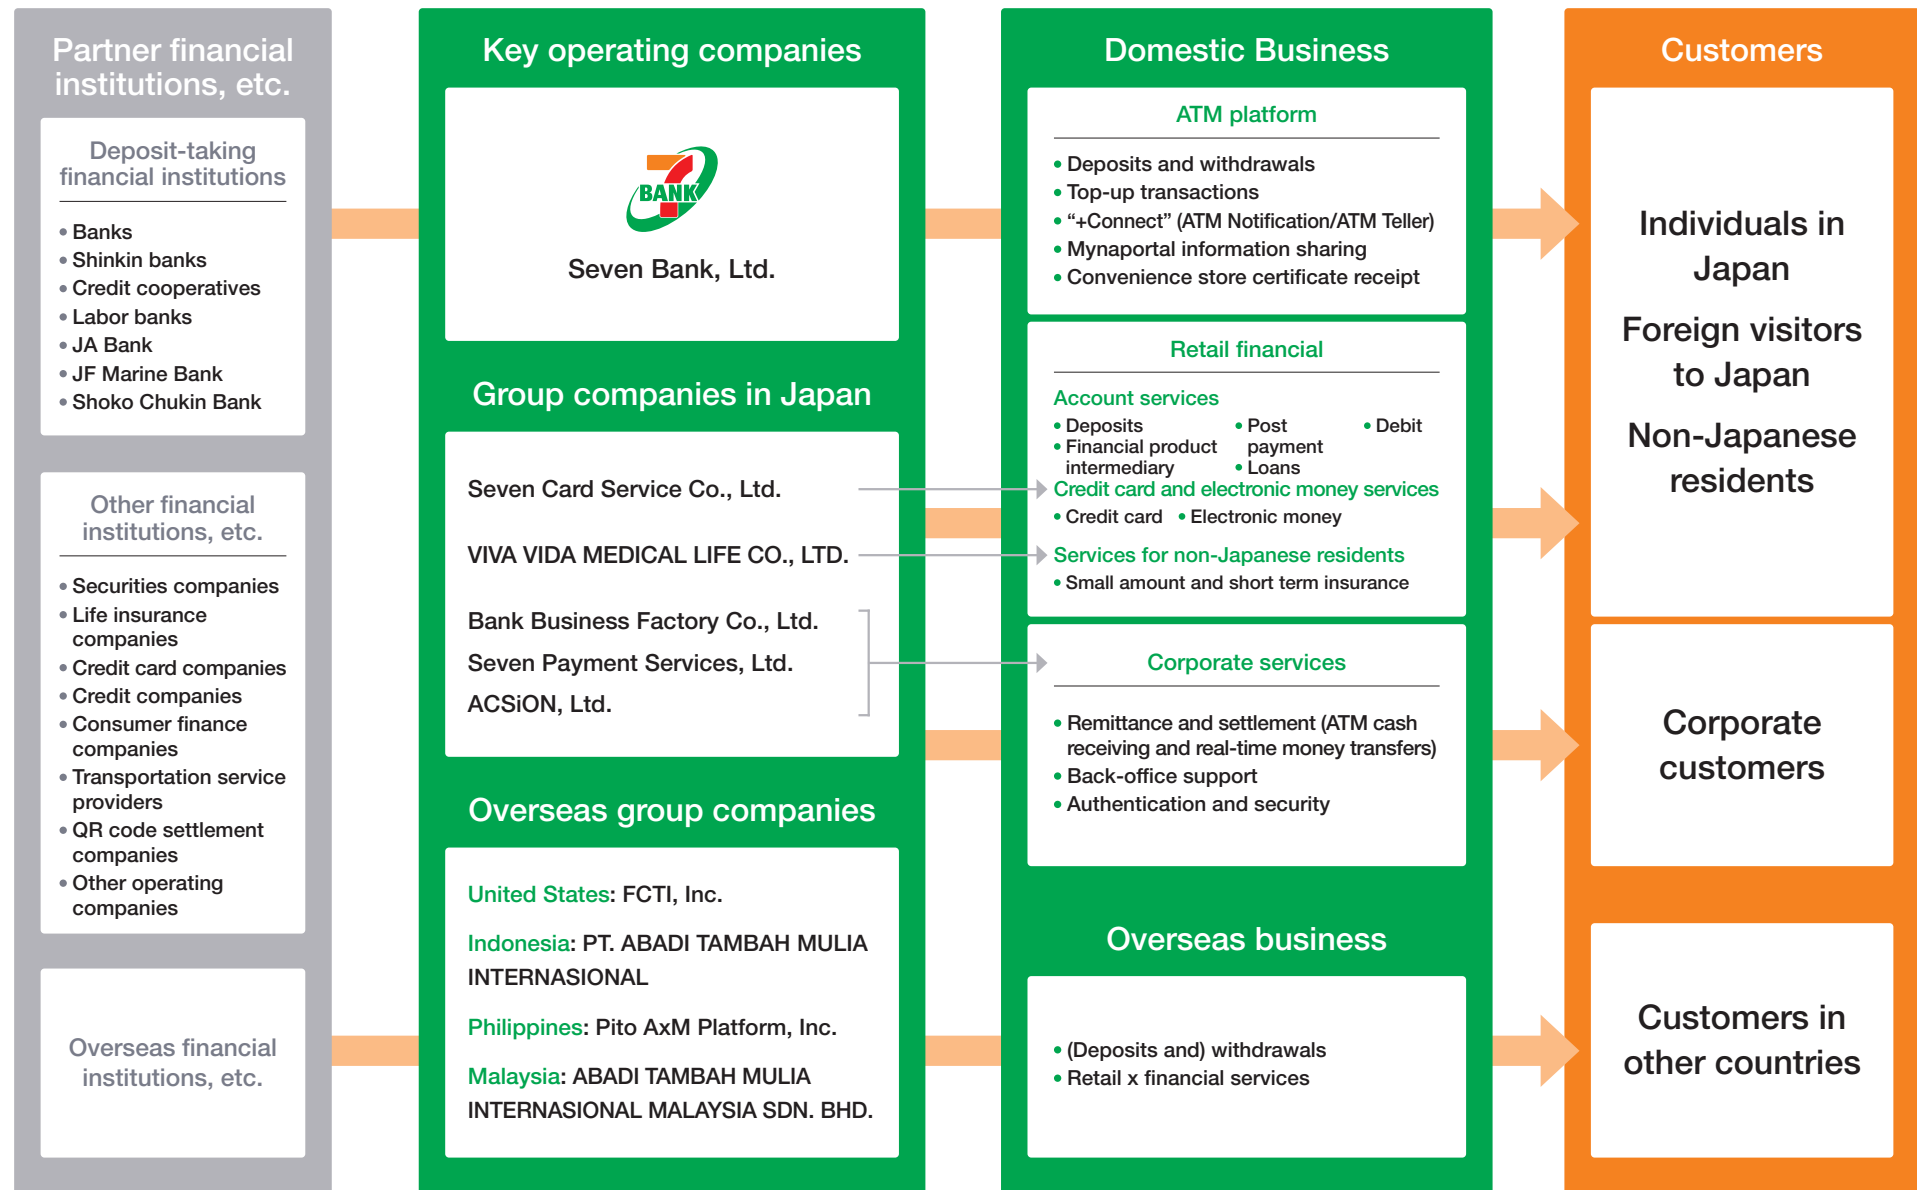 Partner financial
institutions, etc.
Deposit-taking
financial institutions
• Banks
• Shinkin banks
• Credit cooperatives
• Labor banks
• JA Bank
• JF Marine Bank
• Shoko Chukin Bank
Other financial
institutions, etc.
• Securities companies
• Life insurance
companies
• Credit card companies
• Credit companies
• Consumer finance
companies
• Transportation service
providers
• QR code settlement
companies
• Other operating
companies
Overseas financial
institutions, etc.
Key operating companies
7
BANK
Seven Bank, Ltd.
Group companies in Japan
Seven Card Service Co., Ltd.
VIVA VIDA MEDICAL LIFE CO., LTD.
Bank Business Factory Co., Ltd.
Seven Payment Services, Ltd.
ACSiON, Ltd.
Overseas group companies
United States: FCTI, Inc.
Indonesia: PT. ABADI TAMBAH MULIA
INTERNASIONAL
Philippines: Pito AxM Platform, Inc.
Malaysia: ABADI TAMBAH MULIA
INTERNASIONAL MALAYSIA SDN. BHD.
Domestic Business
ATM platform
• Deposits and withdrawals
• Top-up transactions
• “+Connect” (ATM Notification/ATM Teller)
• Mynaportal information sharing
• Convenience store certificate receipt
Retail financial
Account services
• Deposits
• Financial product
intermediary
• Post
payment
• Loans
• Debit
Credit card and electronic money services
• Credit card • Electronic money
Services for non-Japanese residents
• Small amount and short term insurance
Corporate services
• Remittance and settlement (ATM cash
receiving and real-time money transfers)
• Back-office support
• Authentication and security
Overseas business
• (Deposits and) withdrawals
• Retail x financial services
Customers
Individuals in
Japan
Foreign visitors
to Japan
Non-Japanese
residents
Corporate
customers
Customers in
other countries